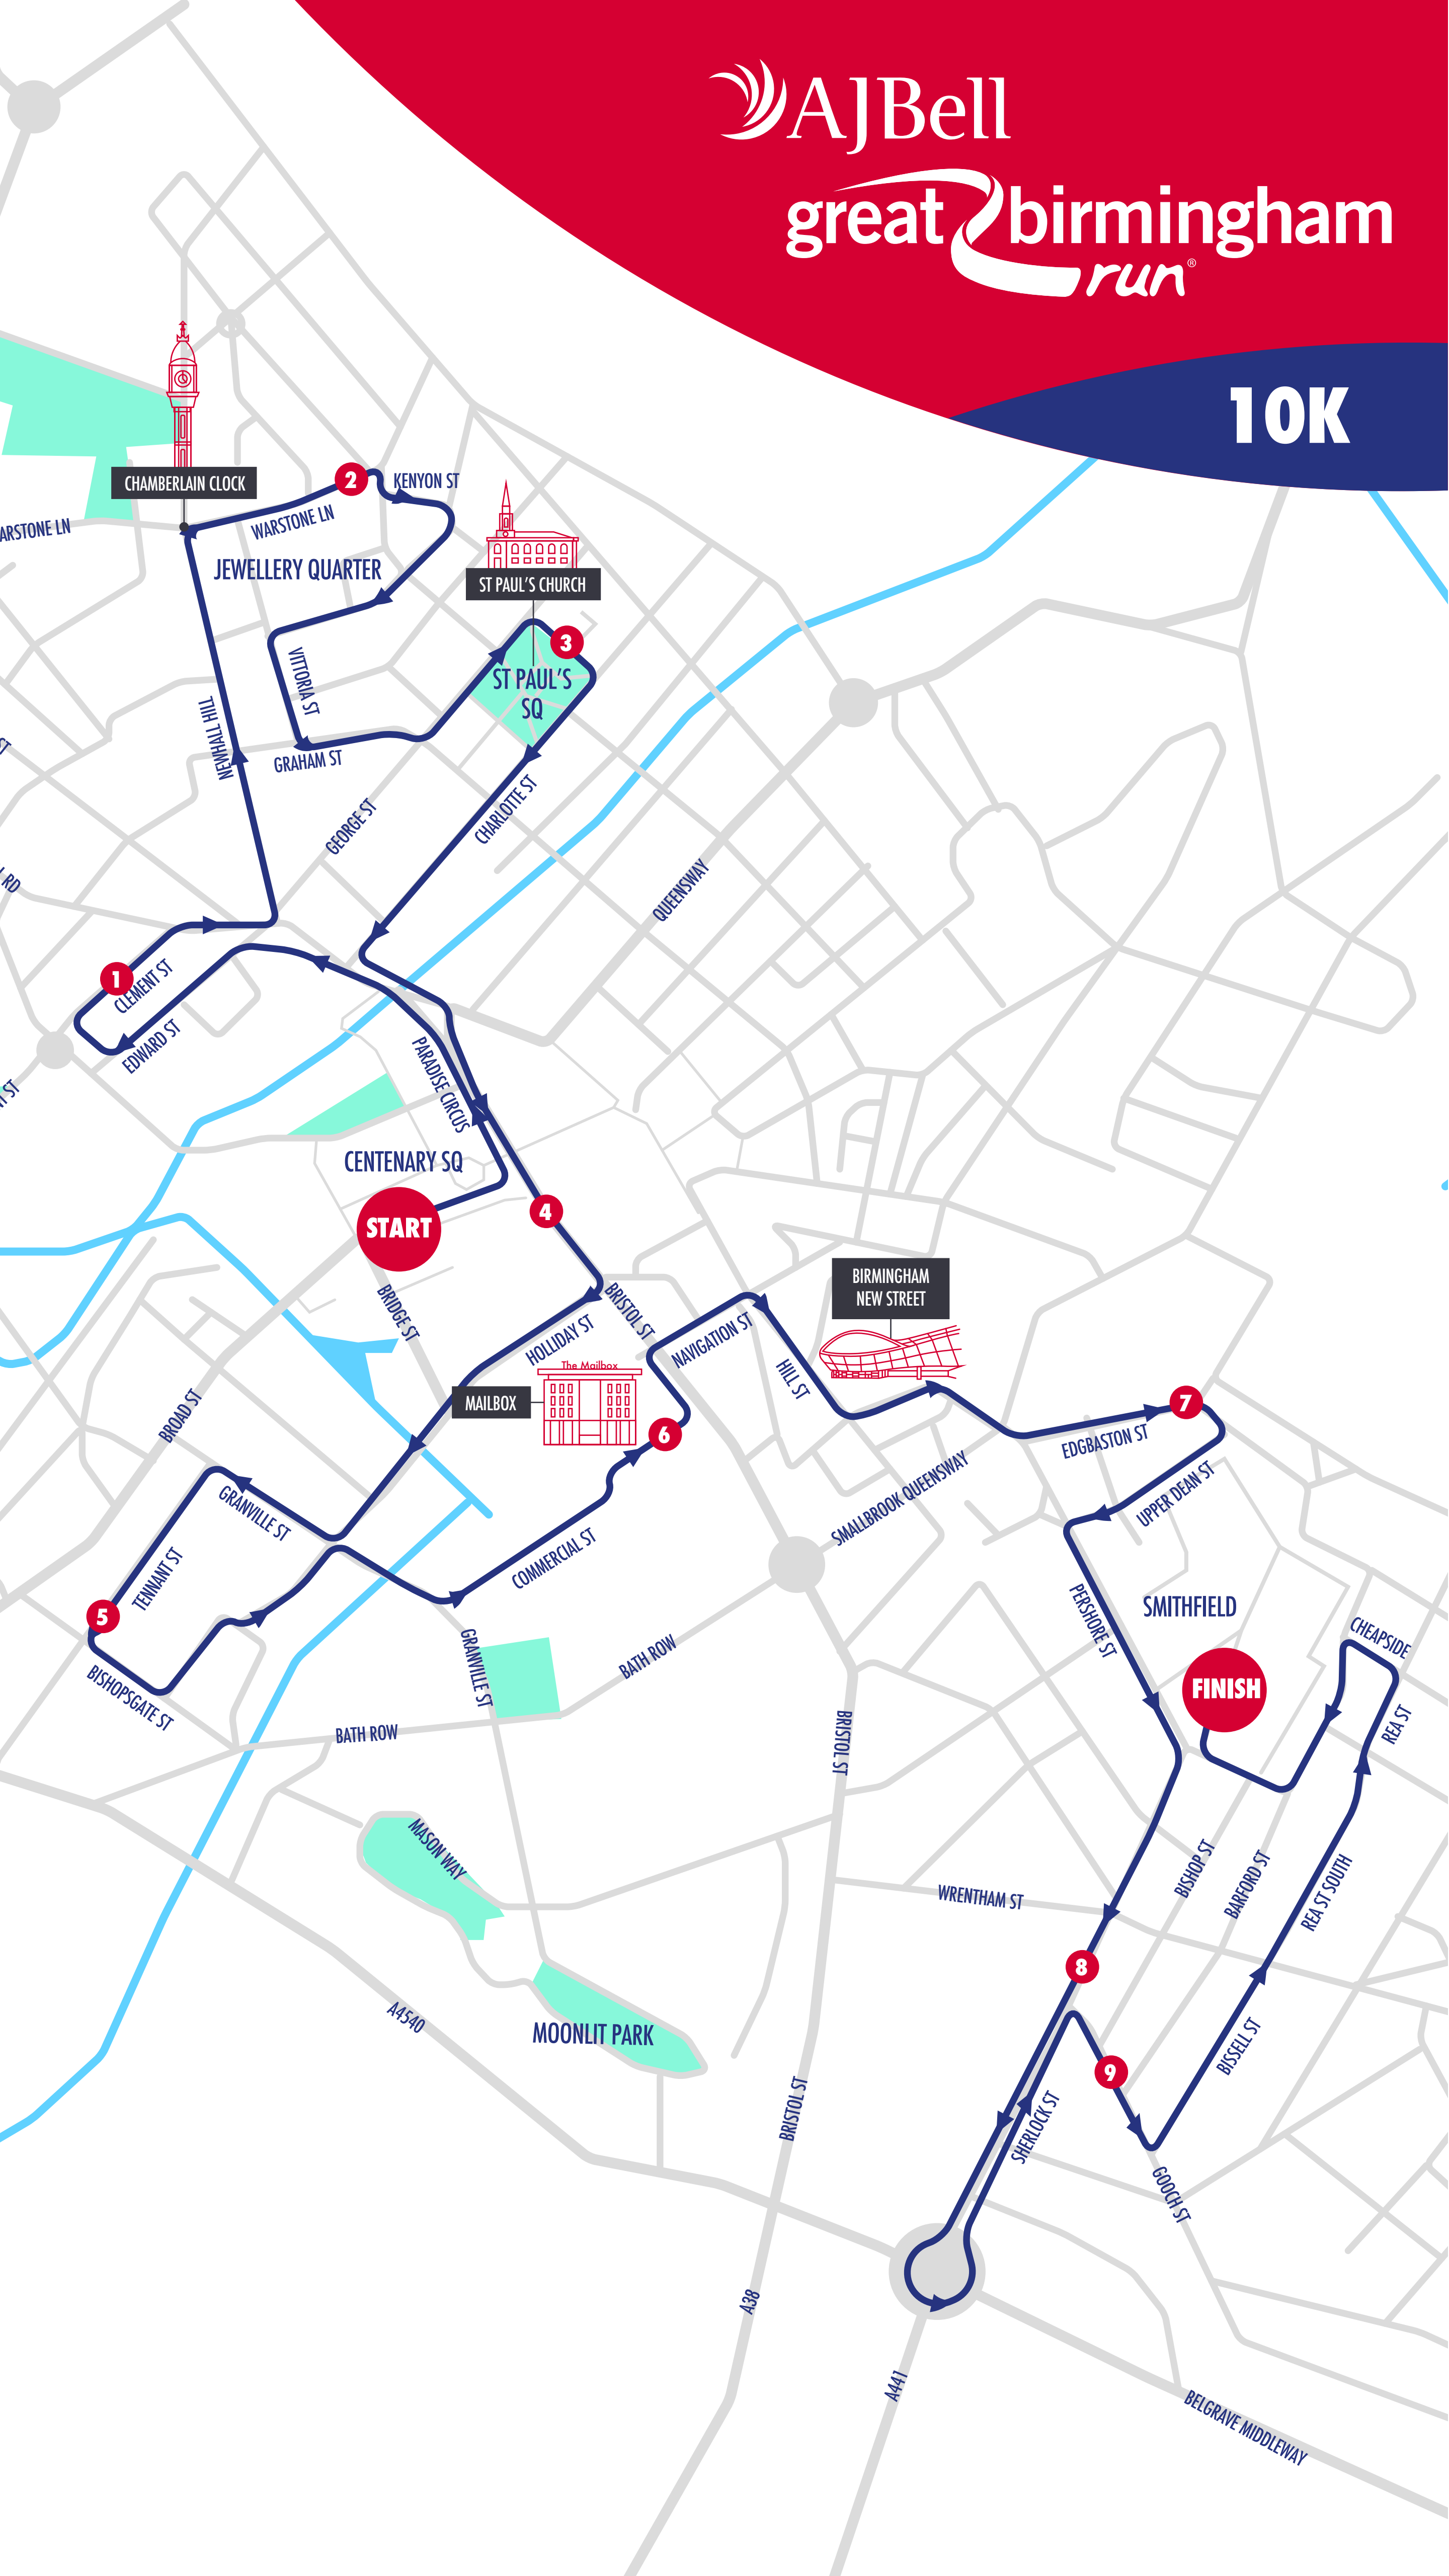 AJBell
great birmingham
run®
10K
CHAMBERLAIN CLOCK
2
KENYON ST
WARSTONE LN
ARSTONE LN
JEWELLERY QUARTER
ST PAUL'S CHURCH
3
ST PAUL'S
SQ
VITTORIA ST
NEWHALL HILL
GRAHAM ST
GEORGE ST
CHARLOTTE ST
QUEENSWAY
RD
1
CLEMENT ST
EDWARD ST
ST
PARADISE CIRCUS
CENTENARY SQ
START
4
BRIDGE ST
BRISTOL ST
HOLLIDAY ST
NAVIGATION ST
HILL ST
BIRMINGHAM
NEW STREET
The Mailbox
MAILBOX
6
7
EDGBASTON ST
UPPER DEAN ST
SMALLBROOK QUEENSWAY
BROAD ST
GRANVILLE ST
TENNANT ST
5
BISHOPSGATE ST
COMMERCIAL ST
GRANVILLE ST
BATH ROW
BATH ROW
PERSHORE ST
SMITHFIELD
FINISH
CHEAPSIDE
REA ST
BRISTOL ST
MASON WAY
WRENTHAM ST
BISHOP ST
BARFORD ST
REA ST SOUTH
8
9
BISSELL ST
SHERLOCK ST
GOOCH ST
A4540
MOONLIT PARK
BRISTOL ST
A38
A441
BELGRAVE MIDDLEWAY